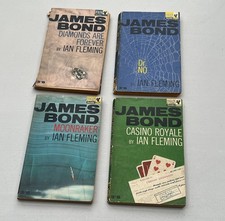 JAMES
BOND
DIAMONDS ARE
FOREVER
BY IAN FLEMING
JAMES
BOND
Dr.
NO
BY
IAN FLEMING
JAMES
BOND
MOONRAKER
BY IAN FLEMING
JAMES
BOND
CASINO ROYALE
BY IAN FLEMING